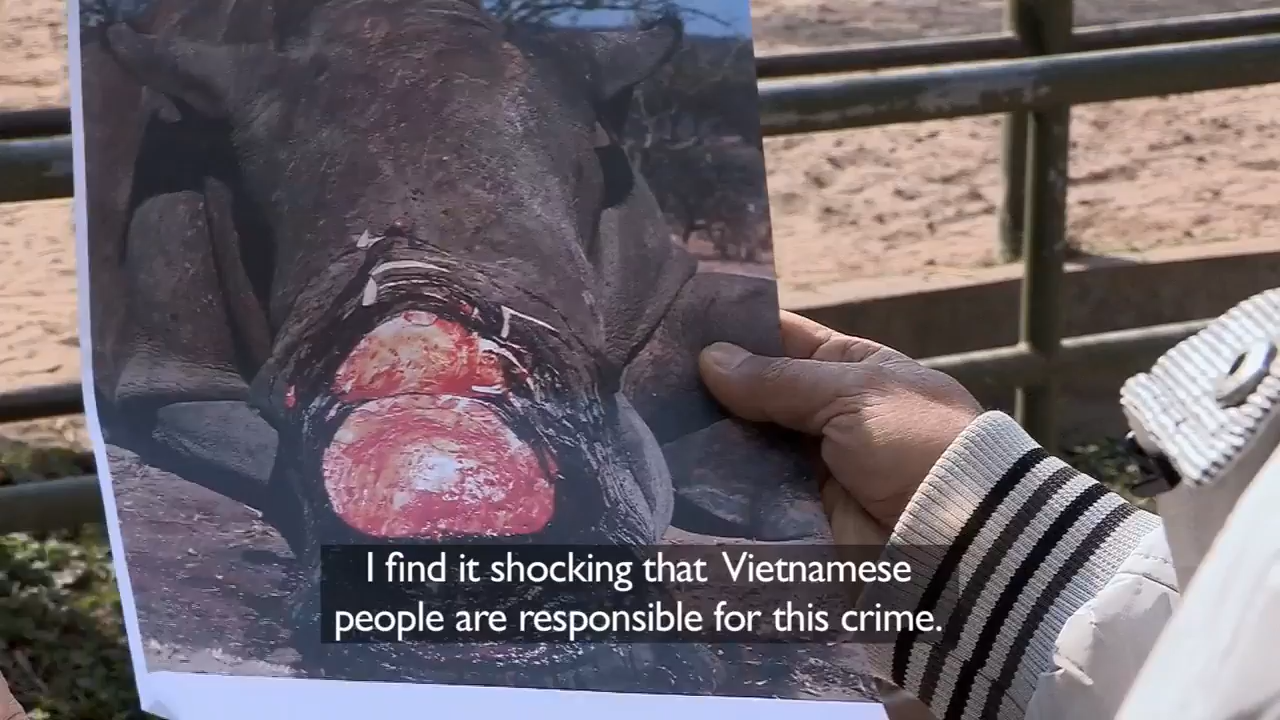 I find it shocking that Vietnamese
people are responsible for this crime.